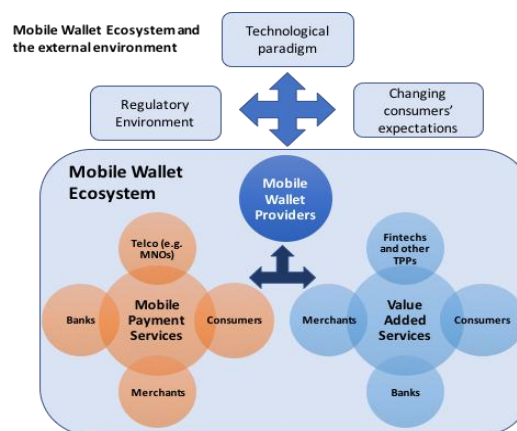 Mobile Wallet Ecosystem and
the external environment
Technological
paradigm
Regulatory
Environment
Changing
consumers'
expectations
Mobile Wallet
Ecosystem
Mobile
Wallet
Providers
Telco (e.g.
MNOs)
Banks
Mobile
Payment
Services
Consumers
Merchants
Fintechs
and other
TPPs
Merchants
Value
Added
Services
Consumers
Banks